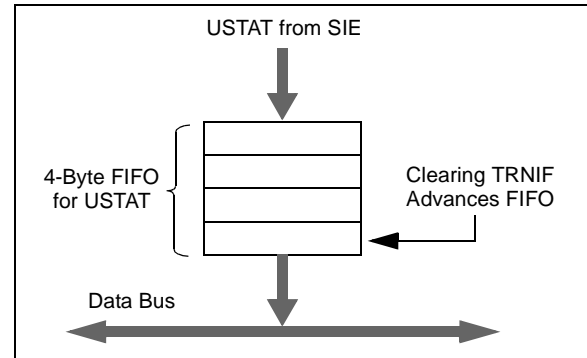 USTAT from SIE
4-Byte FIFO
for USTAT
Clearing TRNIF
Advances FIFO
Data Bus